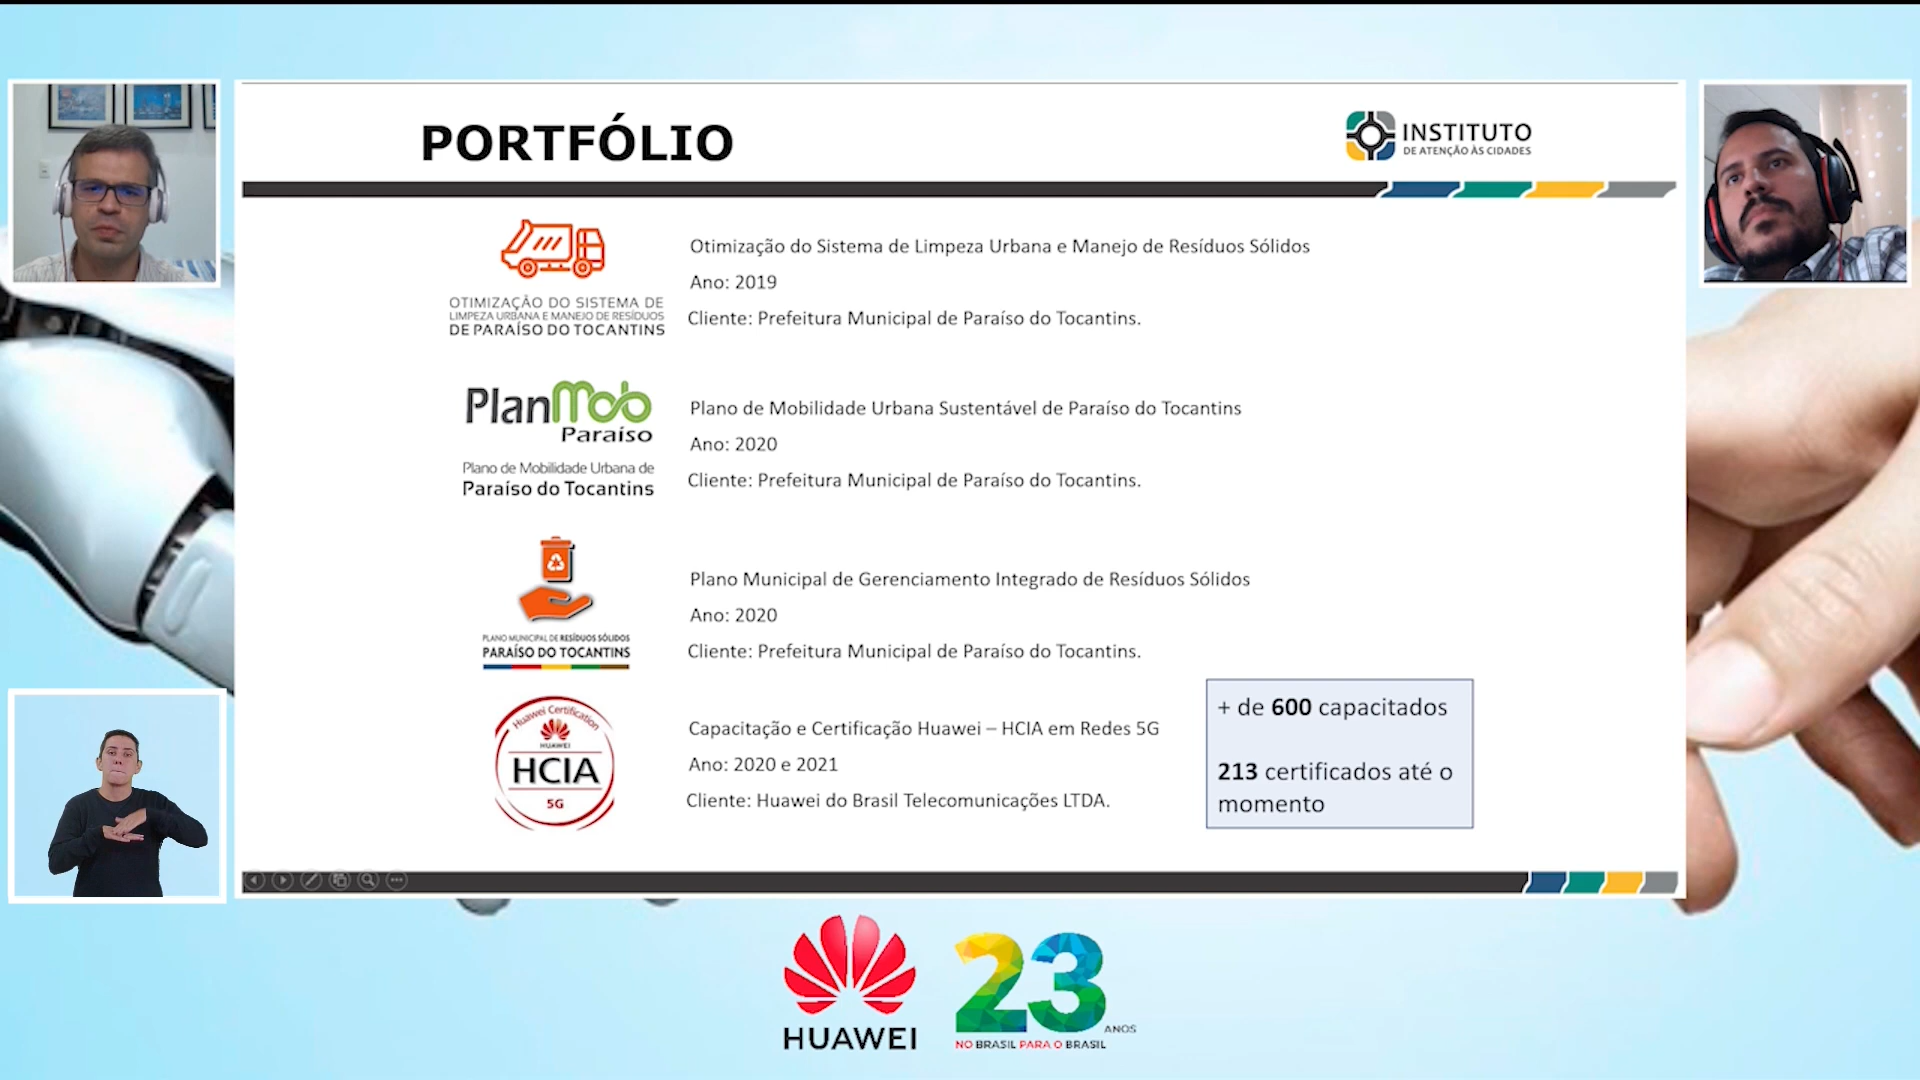 PORTFÓLIO
INSTITUTO
DE ATENÇÃO ÀS CIDADES
OTIMIZAÇÃO DO SISTEMA DE
LIMPEZA URBANA E MANEJO DE RESÍDUOS
DE PARAÍSO DO TOCANTINS
Otimização do Sistema de Limpeza Urbana e Manejo de Resíduos Sólidos
Ano: 2019
Cliente: Prefeitura Municipal de Paraíso do Tocantins.
PlanMob
Paraíso
Plano de Mobilidade Urbana de
Paraíso do Tocantins
Plano de Mobilidade Urbana Sustentável de Paraíso do Tocantins
Ano: 2020
Cliente: Prefeitura Municipal de Paraíso do Tocantins.
PLANO MUNICIPAL DE RESÍDUOS SÓLIDOS
PARAÍSO DO TOCANTINS
Plano Municipal de Gerenciamento Integrado de Resíduos Sólidos
Ano: 2020
Cliente: Prefeitura Municipal de Paraíso do Tocantins.
Huawei Certification
HUAWEI
HCIA
5G
Capacitação e Certificação Huawei – HCIA em Redes 5G
Ano: 2020 e 2021
Cliente: Huawei do Brasil Telecomunicações LTDA.
+ de 600 capacitados
213 certificados até o
momento
HUAWEI
23
ANOS
NO BRASIL PARA O BRASIL